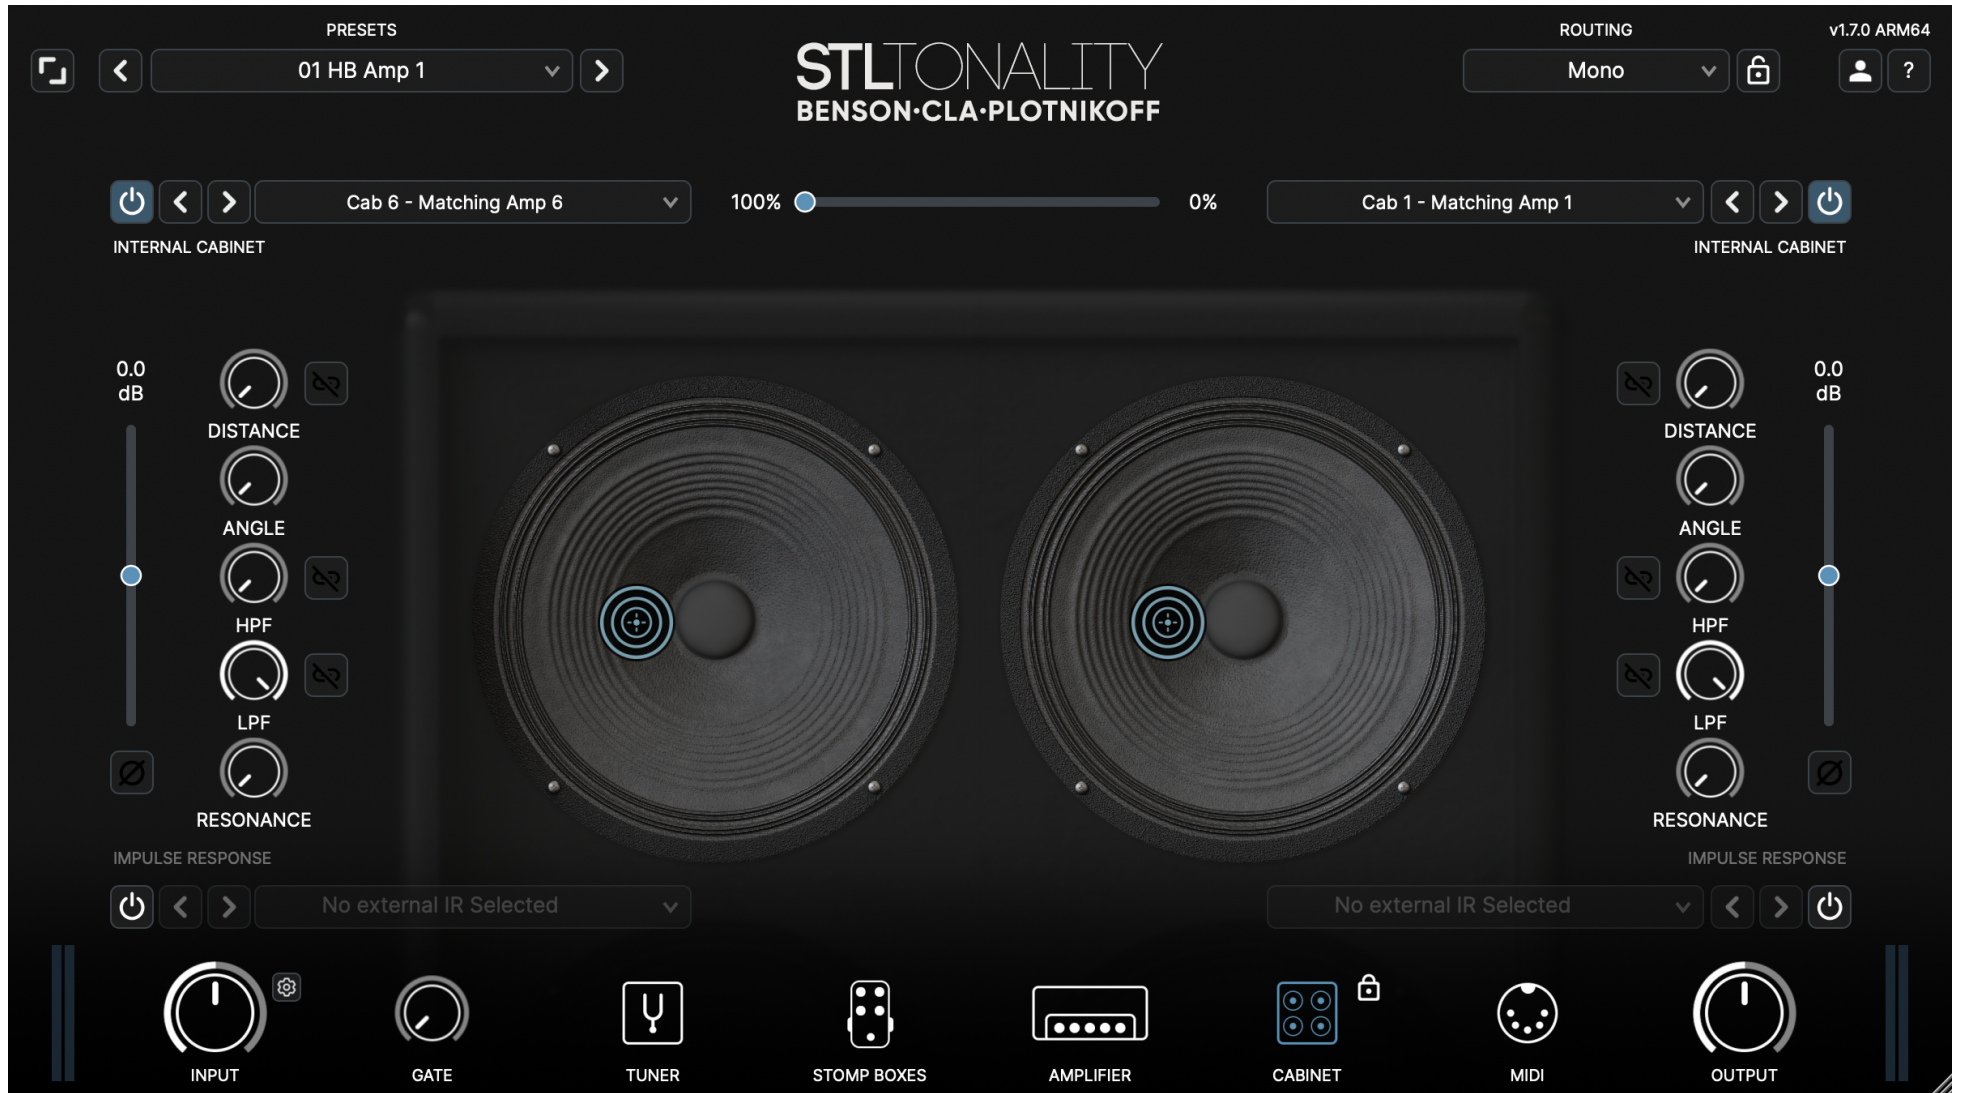 PRESETS
ROUTING
v1.7.0 ARM64
01 HB Amp 1
STLTONALITY
Mono
?
BENSON·CLA·PLOTNIKOFF
Cab 6 - Matching Amp 6
100%
0%
Cab 1 - Matching Amp 1
INTERNAL CABINET
INTERNAL CABINET
0.0
dB
DISTANCE
ANGLE
HPF
LPF
RESONANCE
DISTANCE
ANGLE
HPF
LPF
RESONANCE
0.0
dB
IMPULSE RESPONSE
IMPULSE RESPONSE
No external IR Selected
No external IR Selected
INPUT
GATE
TUNER
STOMP BOXES
AMPLIFIER
CABINET
MIDI
OUTPUT